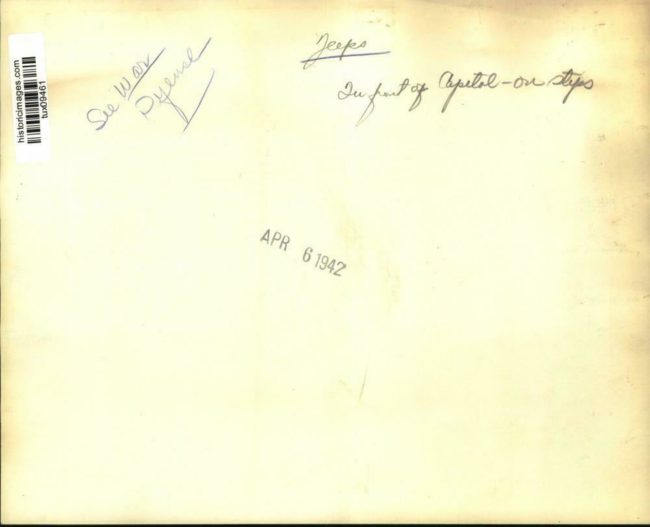 historicimages.com
tux09461
See War
Jeeps
In front of Capitol - on steps
APR 6 1942